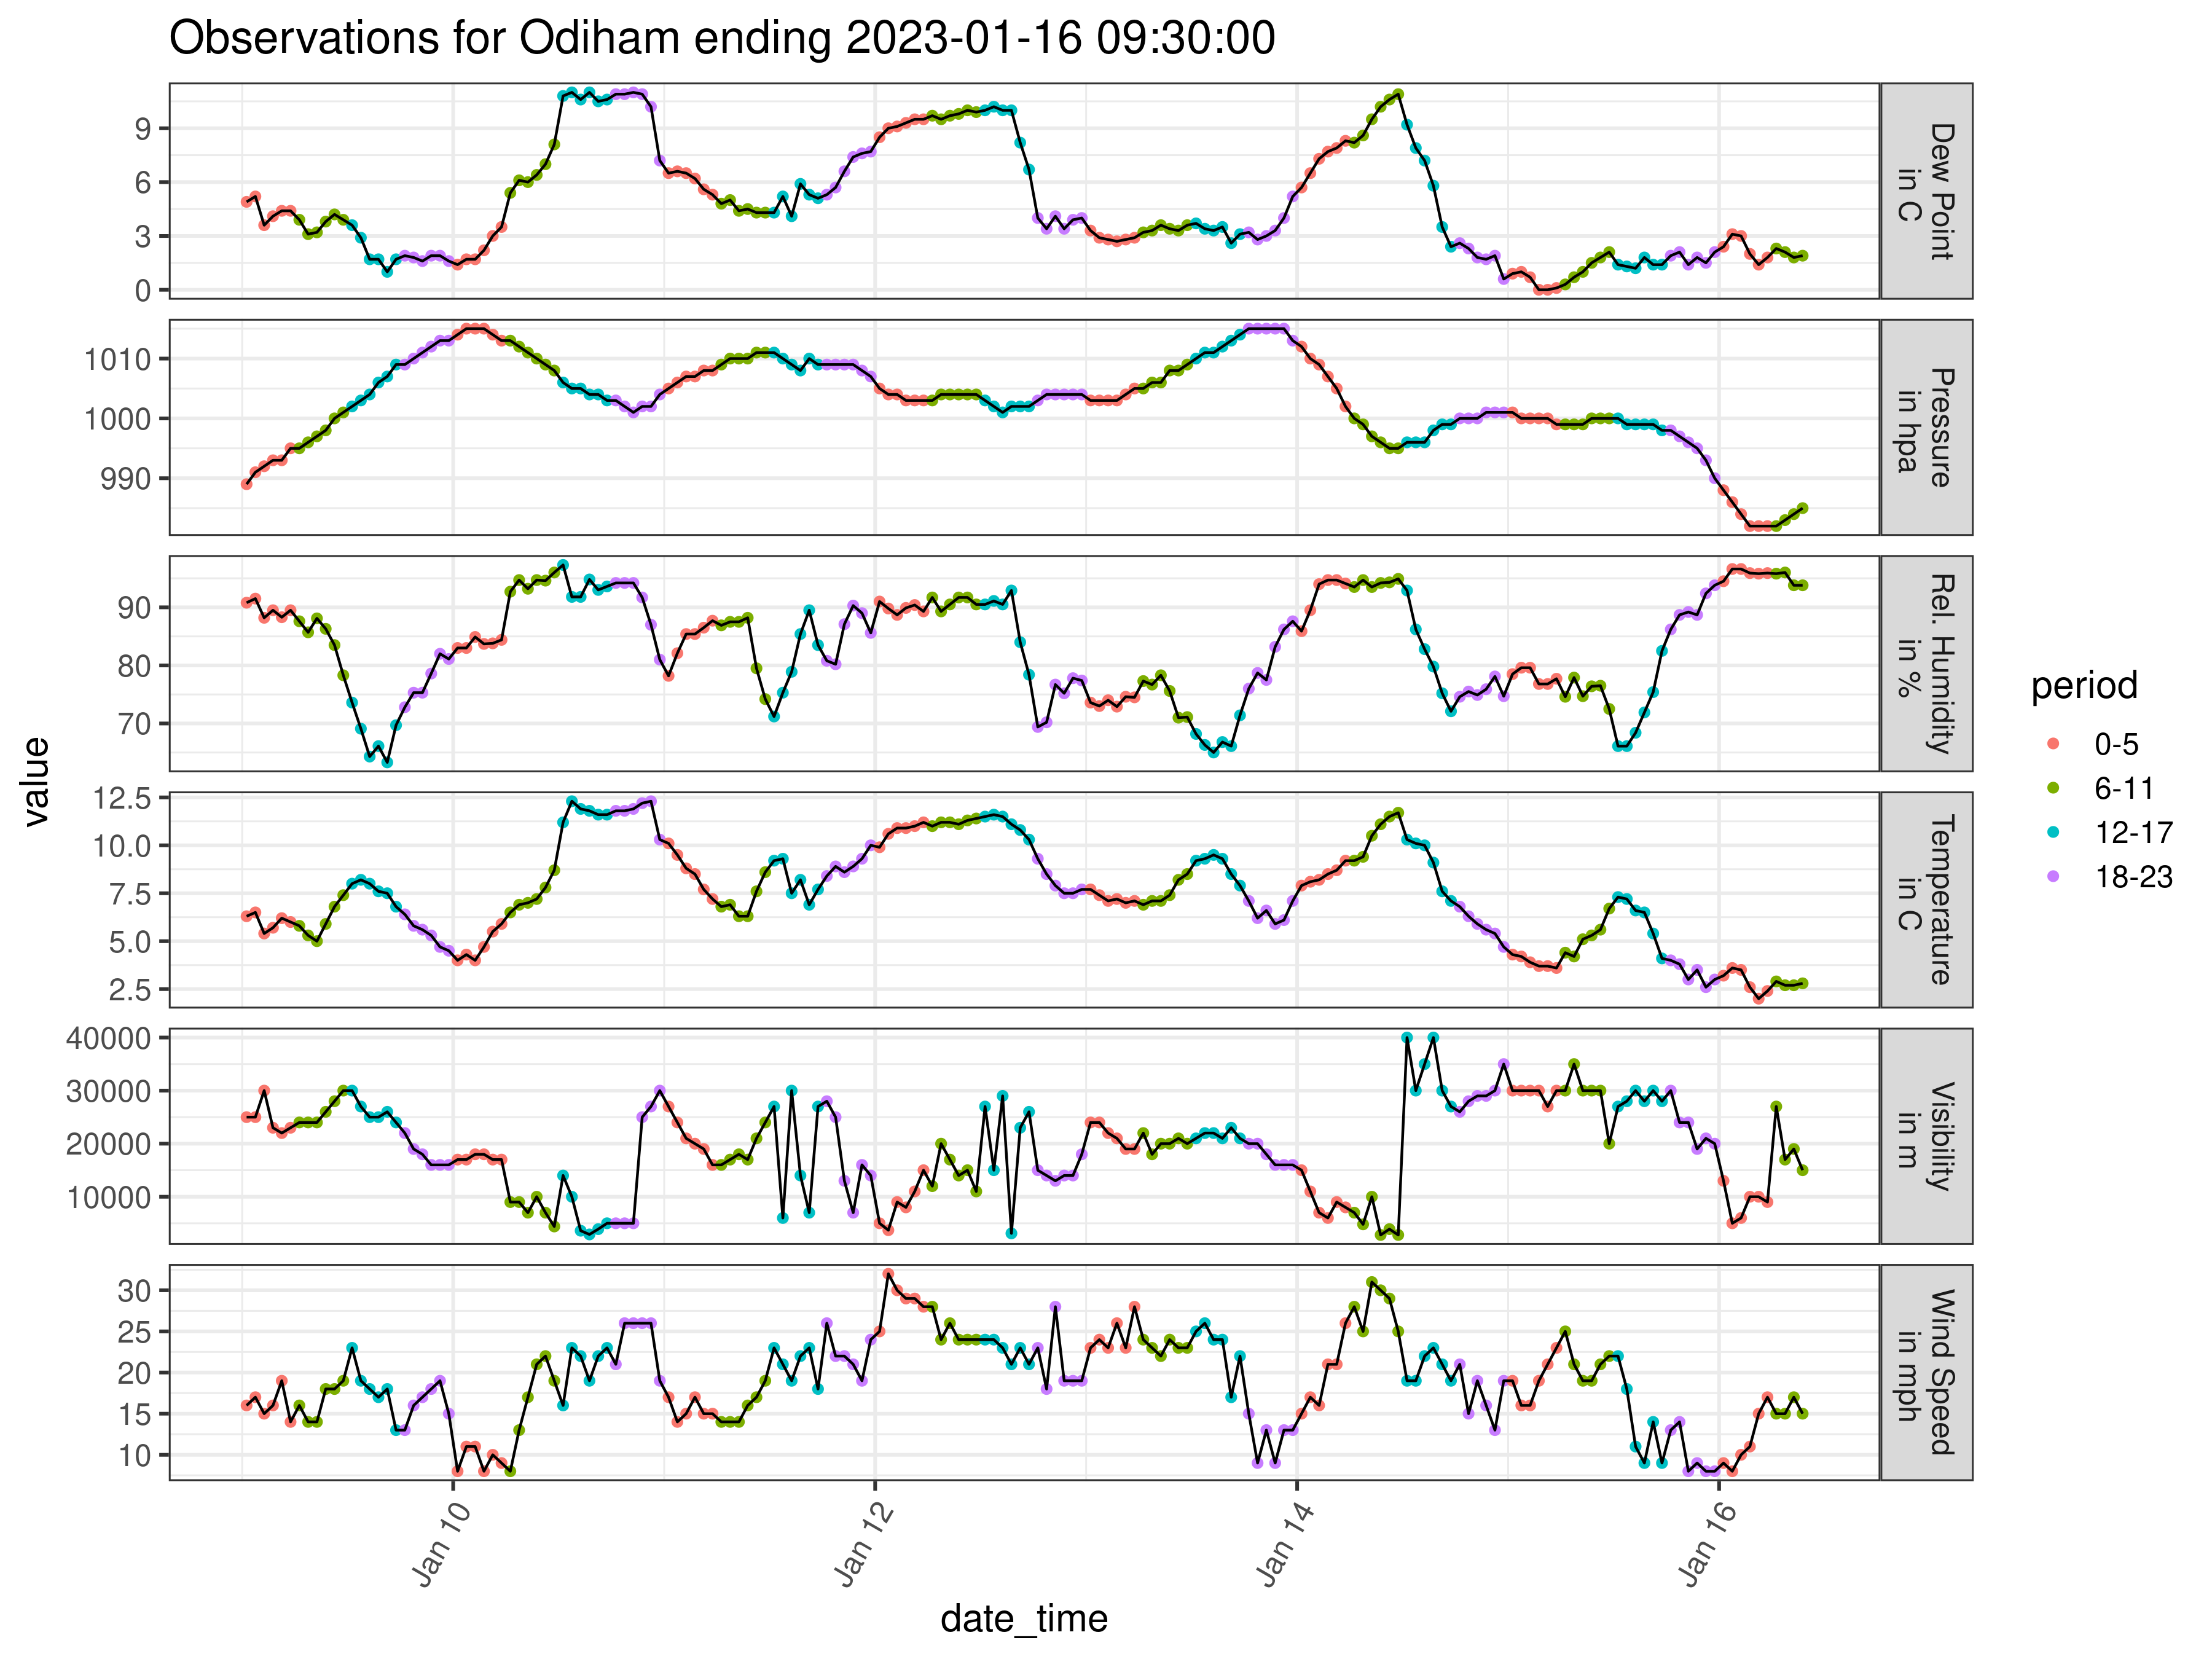 Observations for Odiham ending 2023-01-16 09:30:00
value
9
6
3
0
Dew Point
in C
1010
1000
990
Pressure
in hpa
90
80
70
Rel. Humidity
in %
12.5
10.0
7.5
5.0
2.5
Temperature
in C
40000
30000
20000
10000
Visibility
in m
30
25
20
15
10
Wind Speed
in mph
Jan 10
Jan 12
Jan 14
Jan 16
date_time
period
0-5
6-11
12-17
18-23